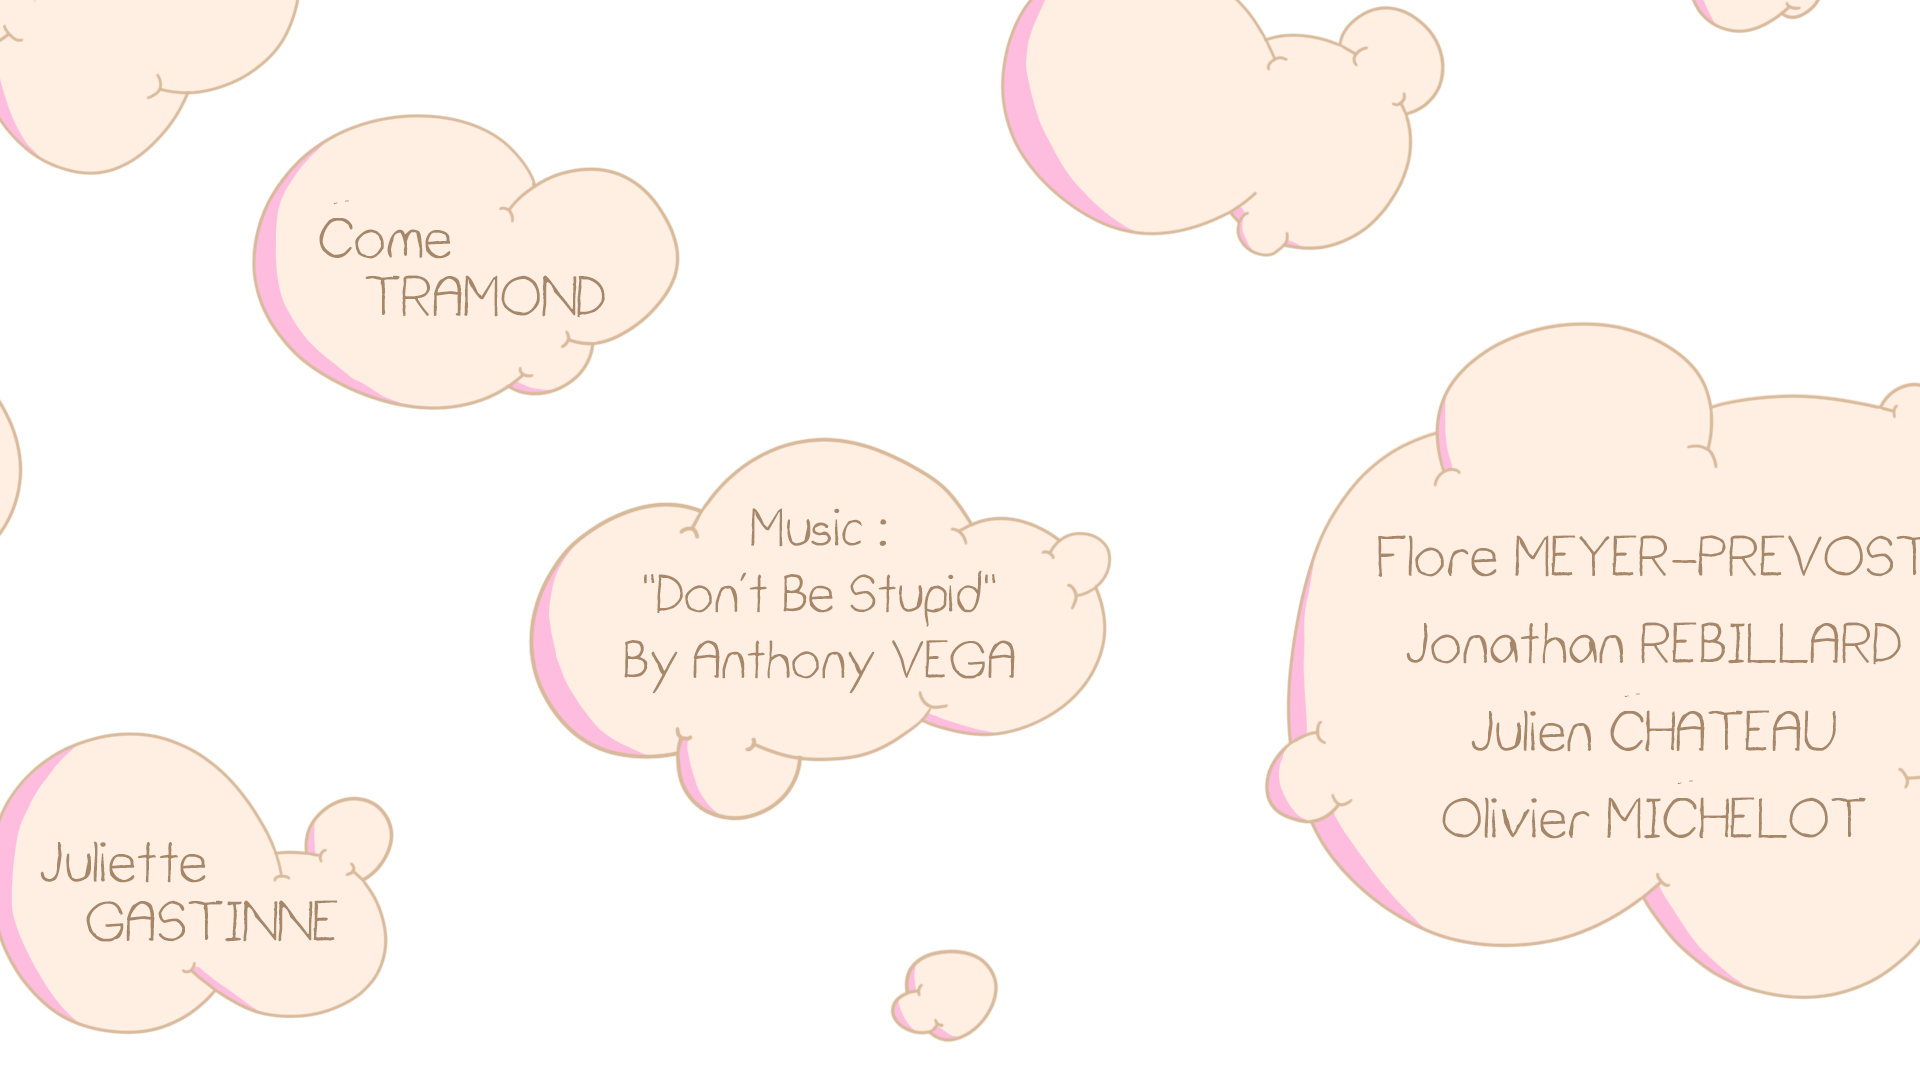 Come
TRAMOND
Music :
"Don't Be Stupid"
By Anthony VEGA
Flore MEYER-PREVOST
Jonathan REBILLARD
Julien CHATEAU
Olivier MICHELOT
Juliette
GASTINNE